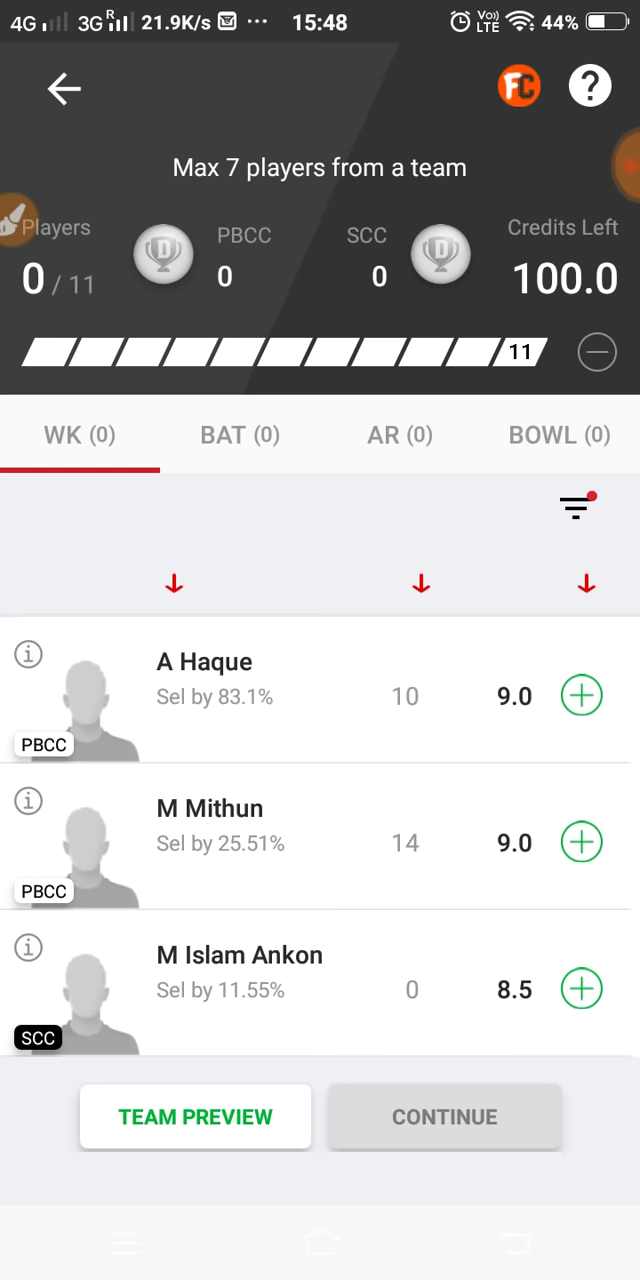 4G 3G R 21.9K/s ... 15:48 Vo) LTE 44%
FC ?
Max 7 players from a team
Players PBCC SCC Credits Left
0 / 11 D 0 0 D 100.0
11
WK (0) BAT (0) AR (0) BOWL (0)
A Haque
Sel by 83.1% 10 9.0
PBCC
M Mithun
Sel by 25.51% 14 9.0
PBCC
M Islam Ankon
Sel by 11.55% 0 8.5
SCC
TEAM PREVIEW CONTINUE